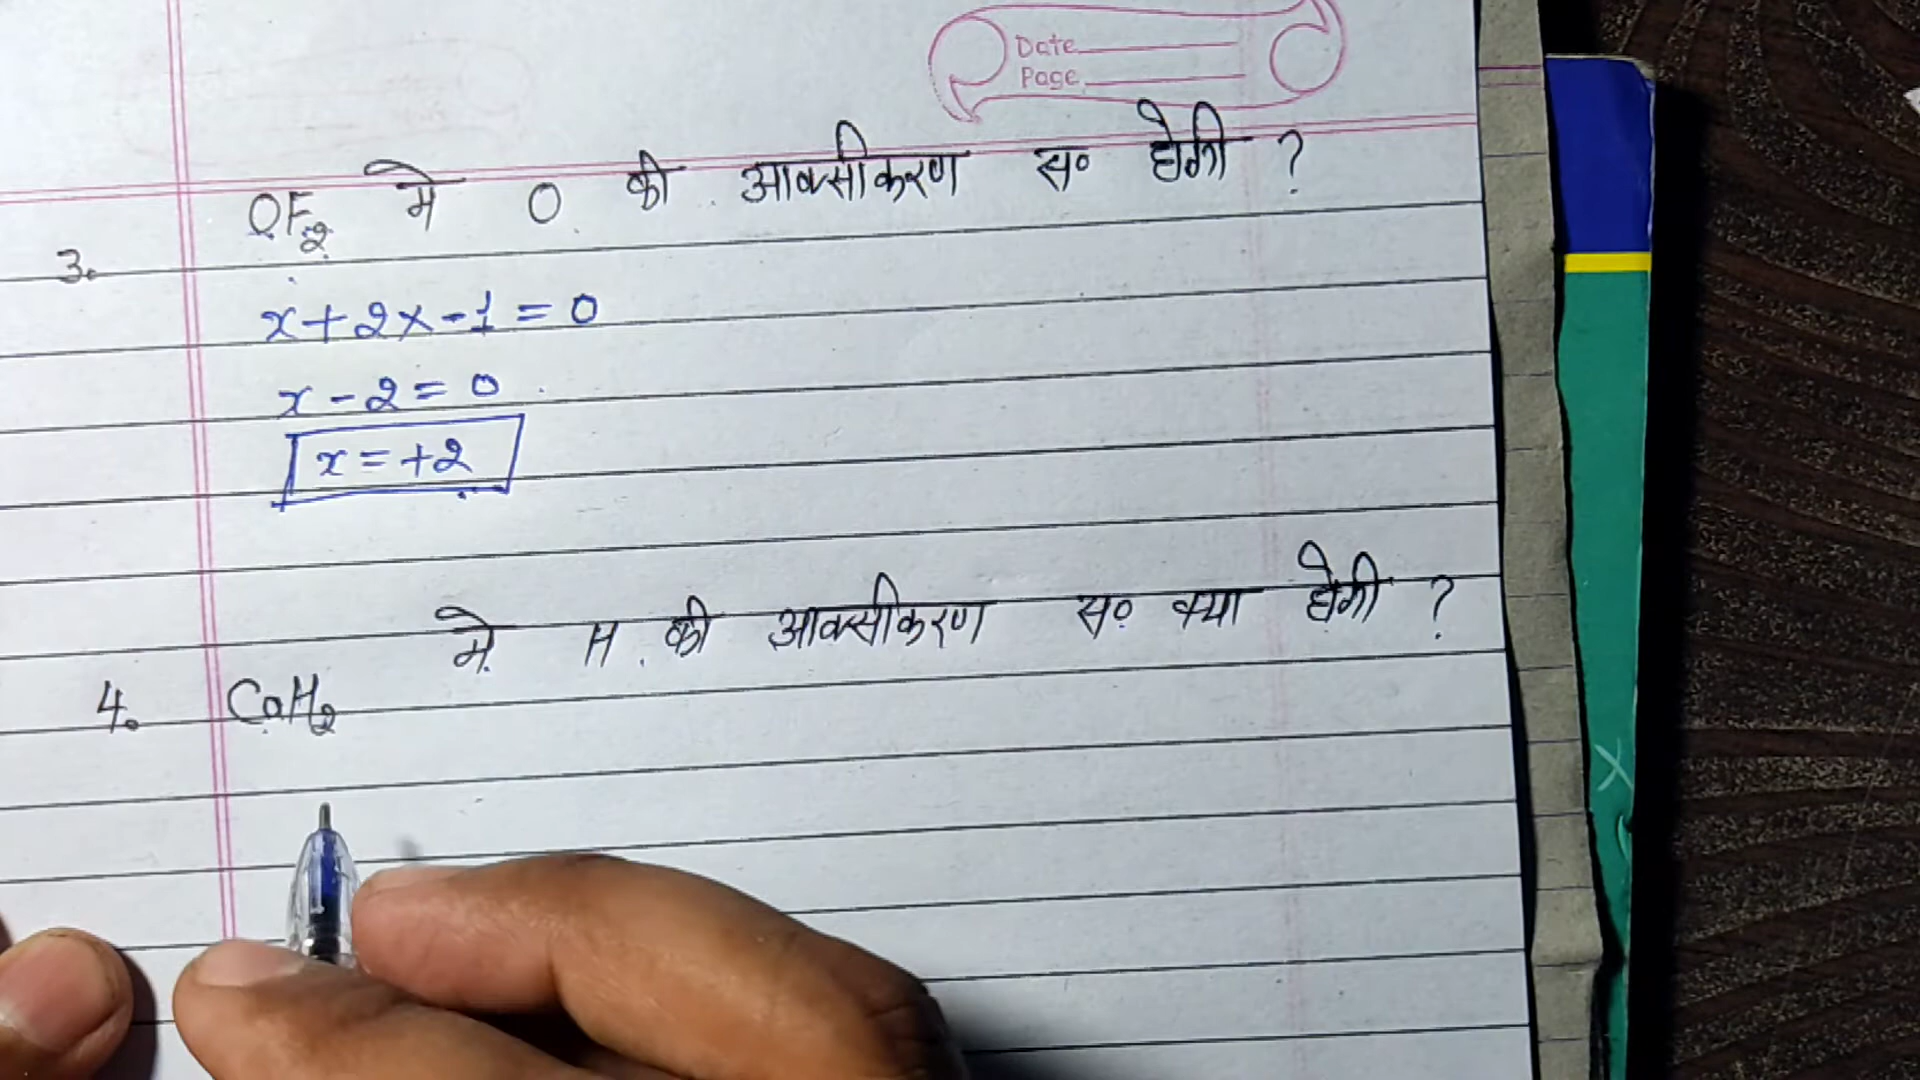 Date
Page
3. OF₂ मे O की आक्सीकरण स० होगी ?
x+2x-1=0
x-2=0
x=+2
4. CaH₂ मे H की आक्सीकरण स० क्या होगी ?